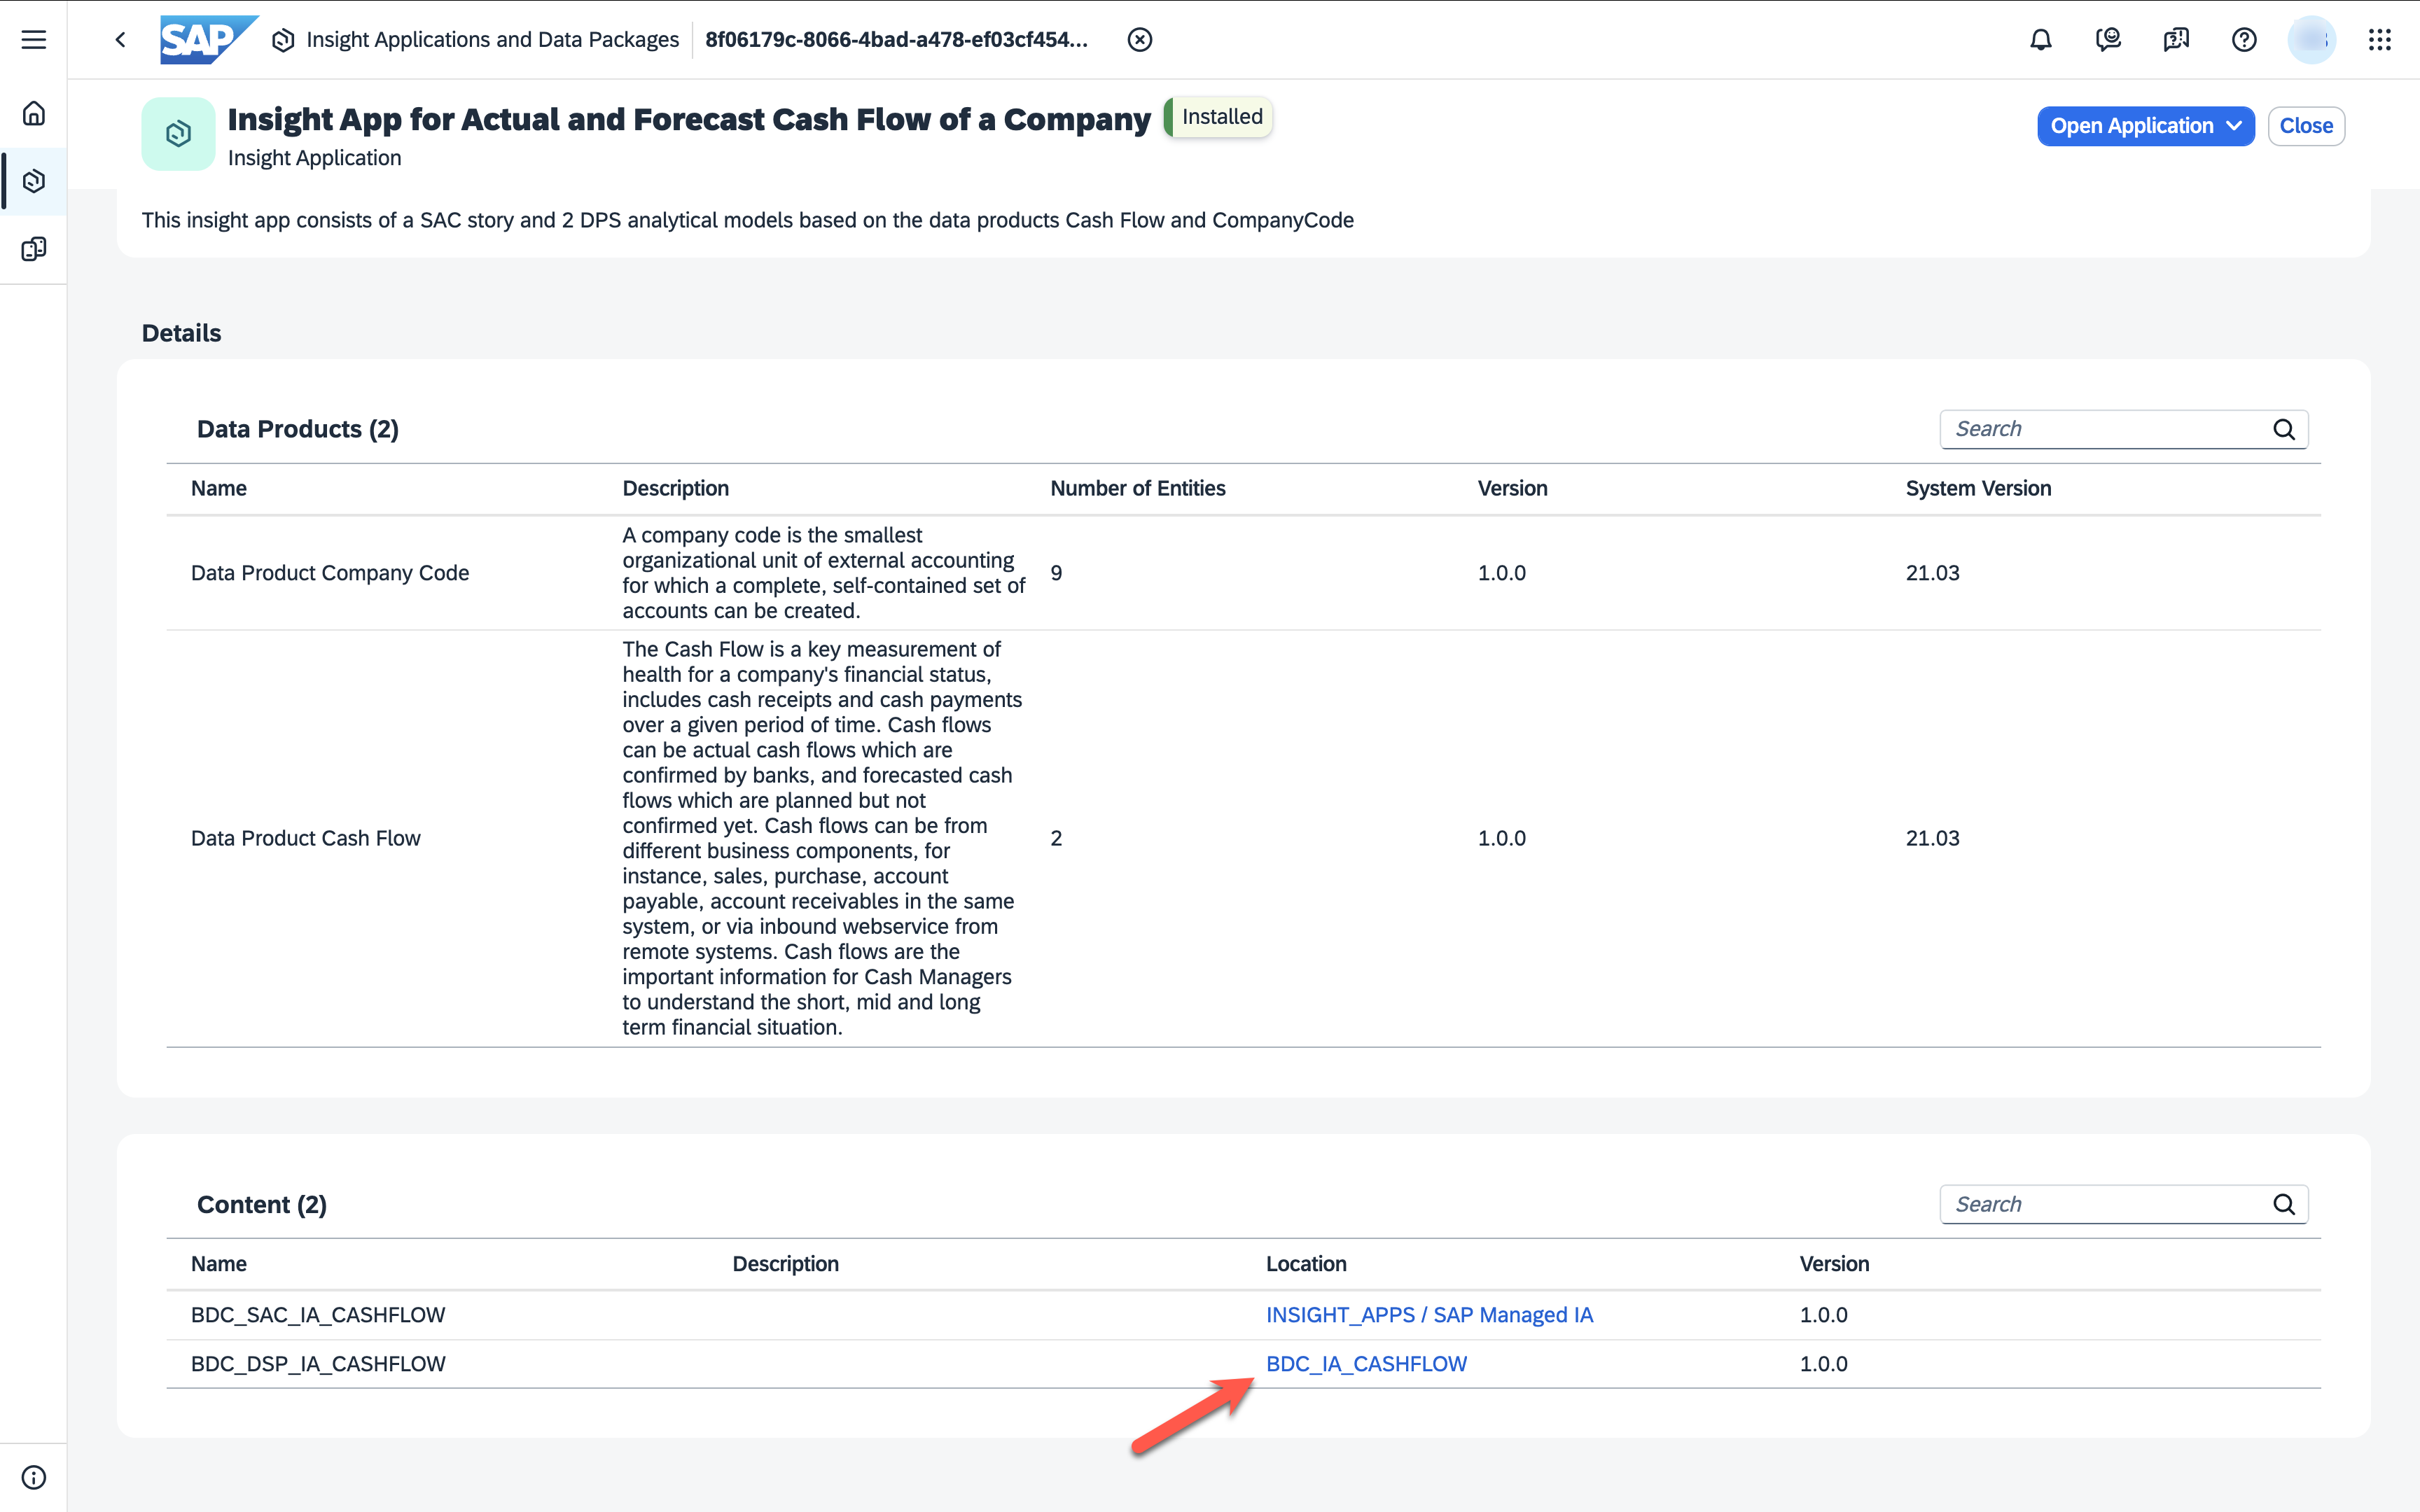 SAP Insight Applications and Data Packages 8f06179c-8066-4bad-a478-ef03cf454...
Insight App for Actual and Forecast Cash Flow of a Company Installed
Open Application Close
Insight Application
This insight app consists of a SAC story and 2 DPS analytical models based on the data products Cash Flow and CompanyCode
Details
Data Products (2) Search
Name Description Number of Entities Version System Version
A company code is the smallest
organizational unit of external accounting
for which a complete, self-contained set of
accounts can be created.
Data Product Company Code 9 1.0.0 21.03
The Cash Flow is a key measurement of
health for a company's financial status,
includes cash receipts and cash payments
over a given period of time. Cash flows
can be actual cash flows which are
confirmed by banks, and forecasted cash
flows which are planned but not
confirmed yet. Cash flows can be from
different business components, for
instance, sales, purchase, account
payable, account receivables in the same
system, or via inbound webservice from
remote systems. Cash flows are the
important information for Cash Managers
to understand the short, mid and long
term financial situation.
Data Product Cash Flow 2 1.0.0 21.03
Content (2) Search
Name Description Location Version
BDC_SAC_IA_CASHFLOW INSIGHT_APPS / SAP Managed IA 1.0.0
BDC_DSP_IA_CASHFLOW BDC_IA_CASHFLOW 1.0.0